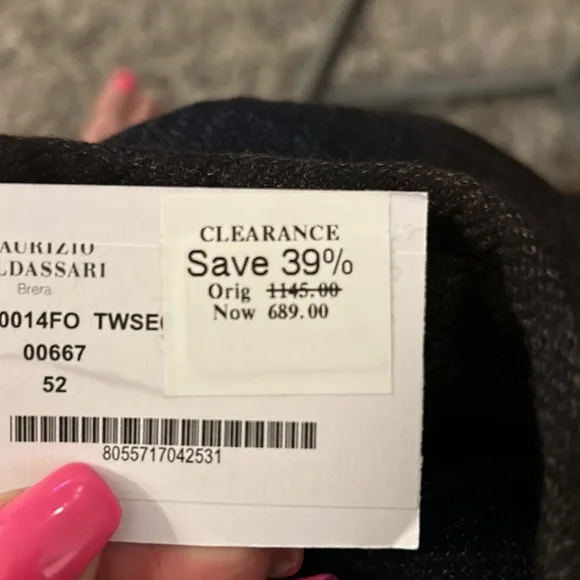 AURIZIO
LDASSARI
Brera
0014FO TWSE
00667
52
8055717042531
CLEARANCE
Save 39%
Orig 1145.00
Now 689.00